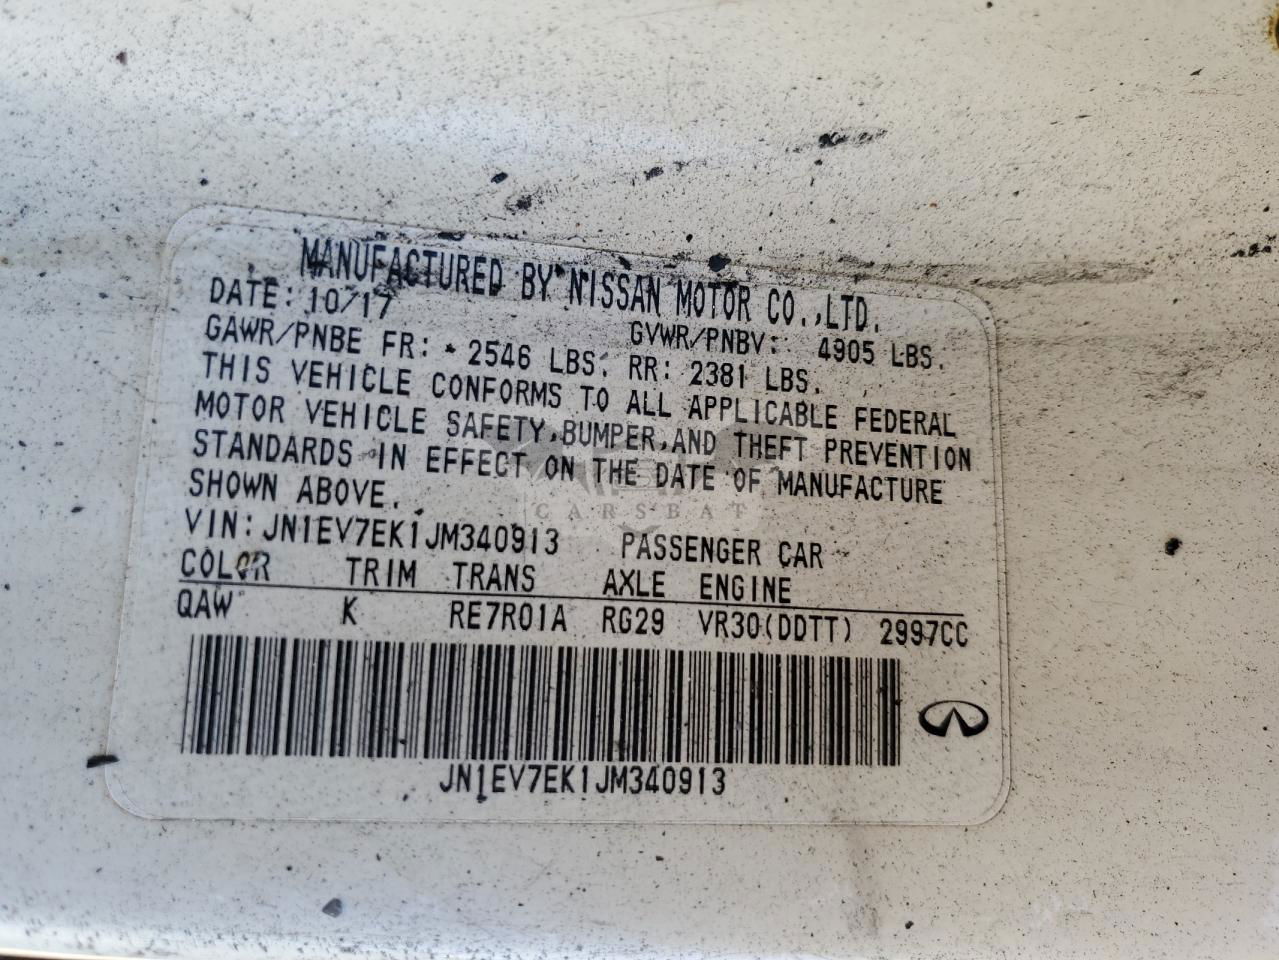 MANUFACTURED BY NISSAN MOTOR CO.,LTD.
DATE: 10/17 GVWR/PNBV: 4905 LBS.
GAWR/PNBE FR: 2546 LBS. RR: 2381 LBS.
THIS VEHICLE CONFORMS TO ALL APPLICABLE FEDERAL
MOTOR VEHICLE SAFETY,BUMPER,AND THEFT PREVENTION
STANDARDS IN EFFECT ON THE DATE OF MANUFACTURE
SHOWN ABOVE.
CARSBAT
VIN:JN1EV7EK1JM340913 PASSENGER CAR
COLOR TRIM TRANS AXLE ENGINE
QAW K RE7R01A RG29 VR30(DDTT) 2997CC
JN1EV7EK1JM340913